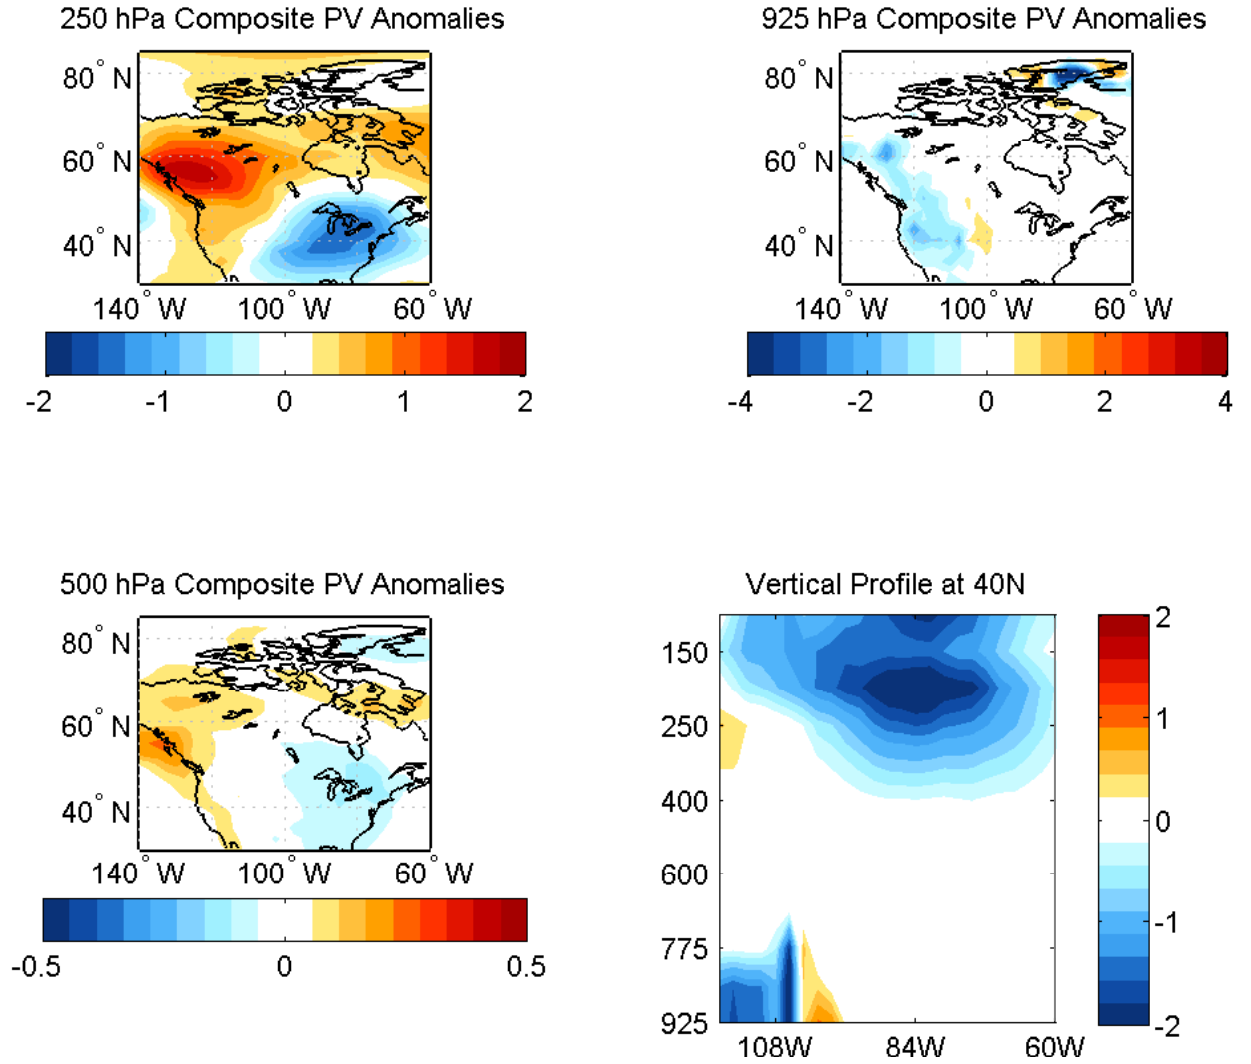 250 hPa Composite PV Anomalies
80° N
60° N
40° N
140° W 100° W 60° W
-2 -1 0 1 2
925 hPa Composite PV Anomalies
80° N
60° N
40° N
140° W 100° W 60° W
-4 -2 0 2 4
500 hPa Composite PV Anomalies
80° N
60° N
40° N
140° W 100° W 60° W
-0.5 0 0.5
Vertical Profile at 40N
150
250
400
600
775
925
108W 84W 60W
2
1
0
-1
-2